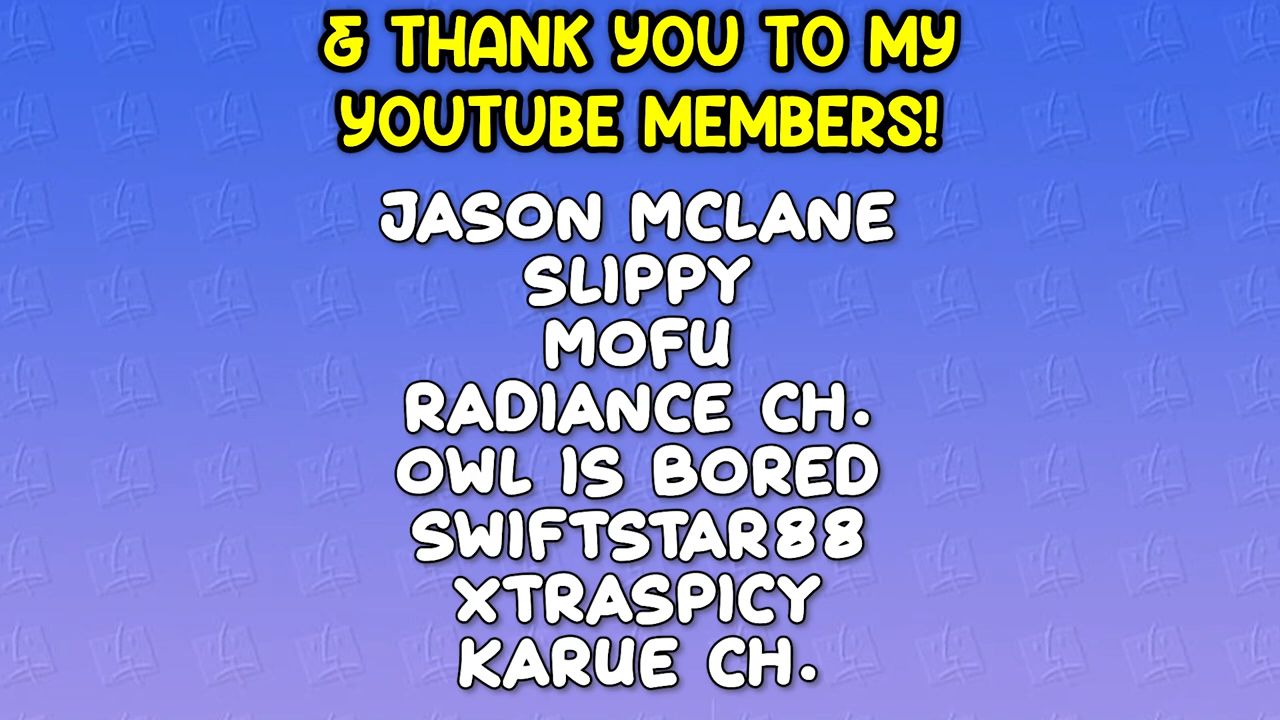 & THANK YOU TO MY
YOUTUBE MEMBERS!
JASON MCLANE
SLIPPY
MOFU
RADIANCE CH.
OWL IS BORED
SWIFTSTAR88
XTRASPICY
KARUE CH.